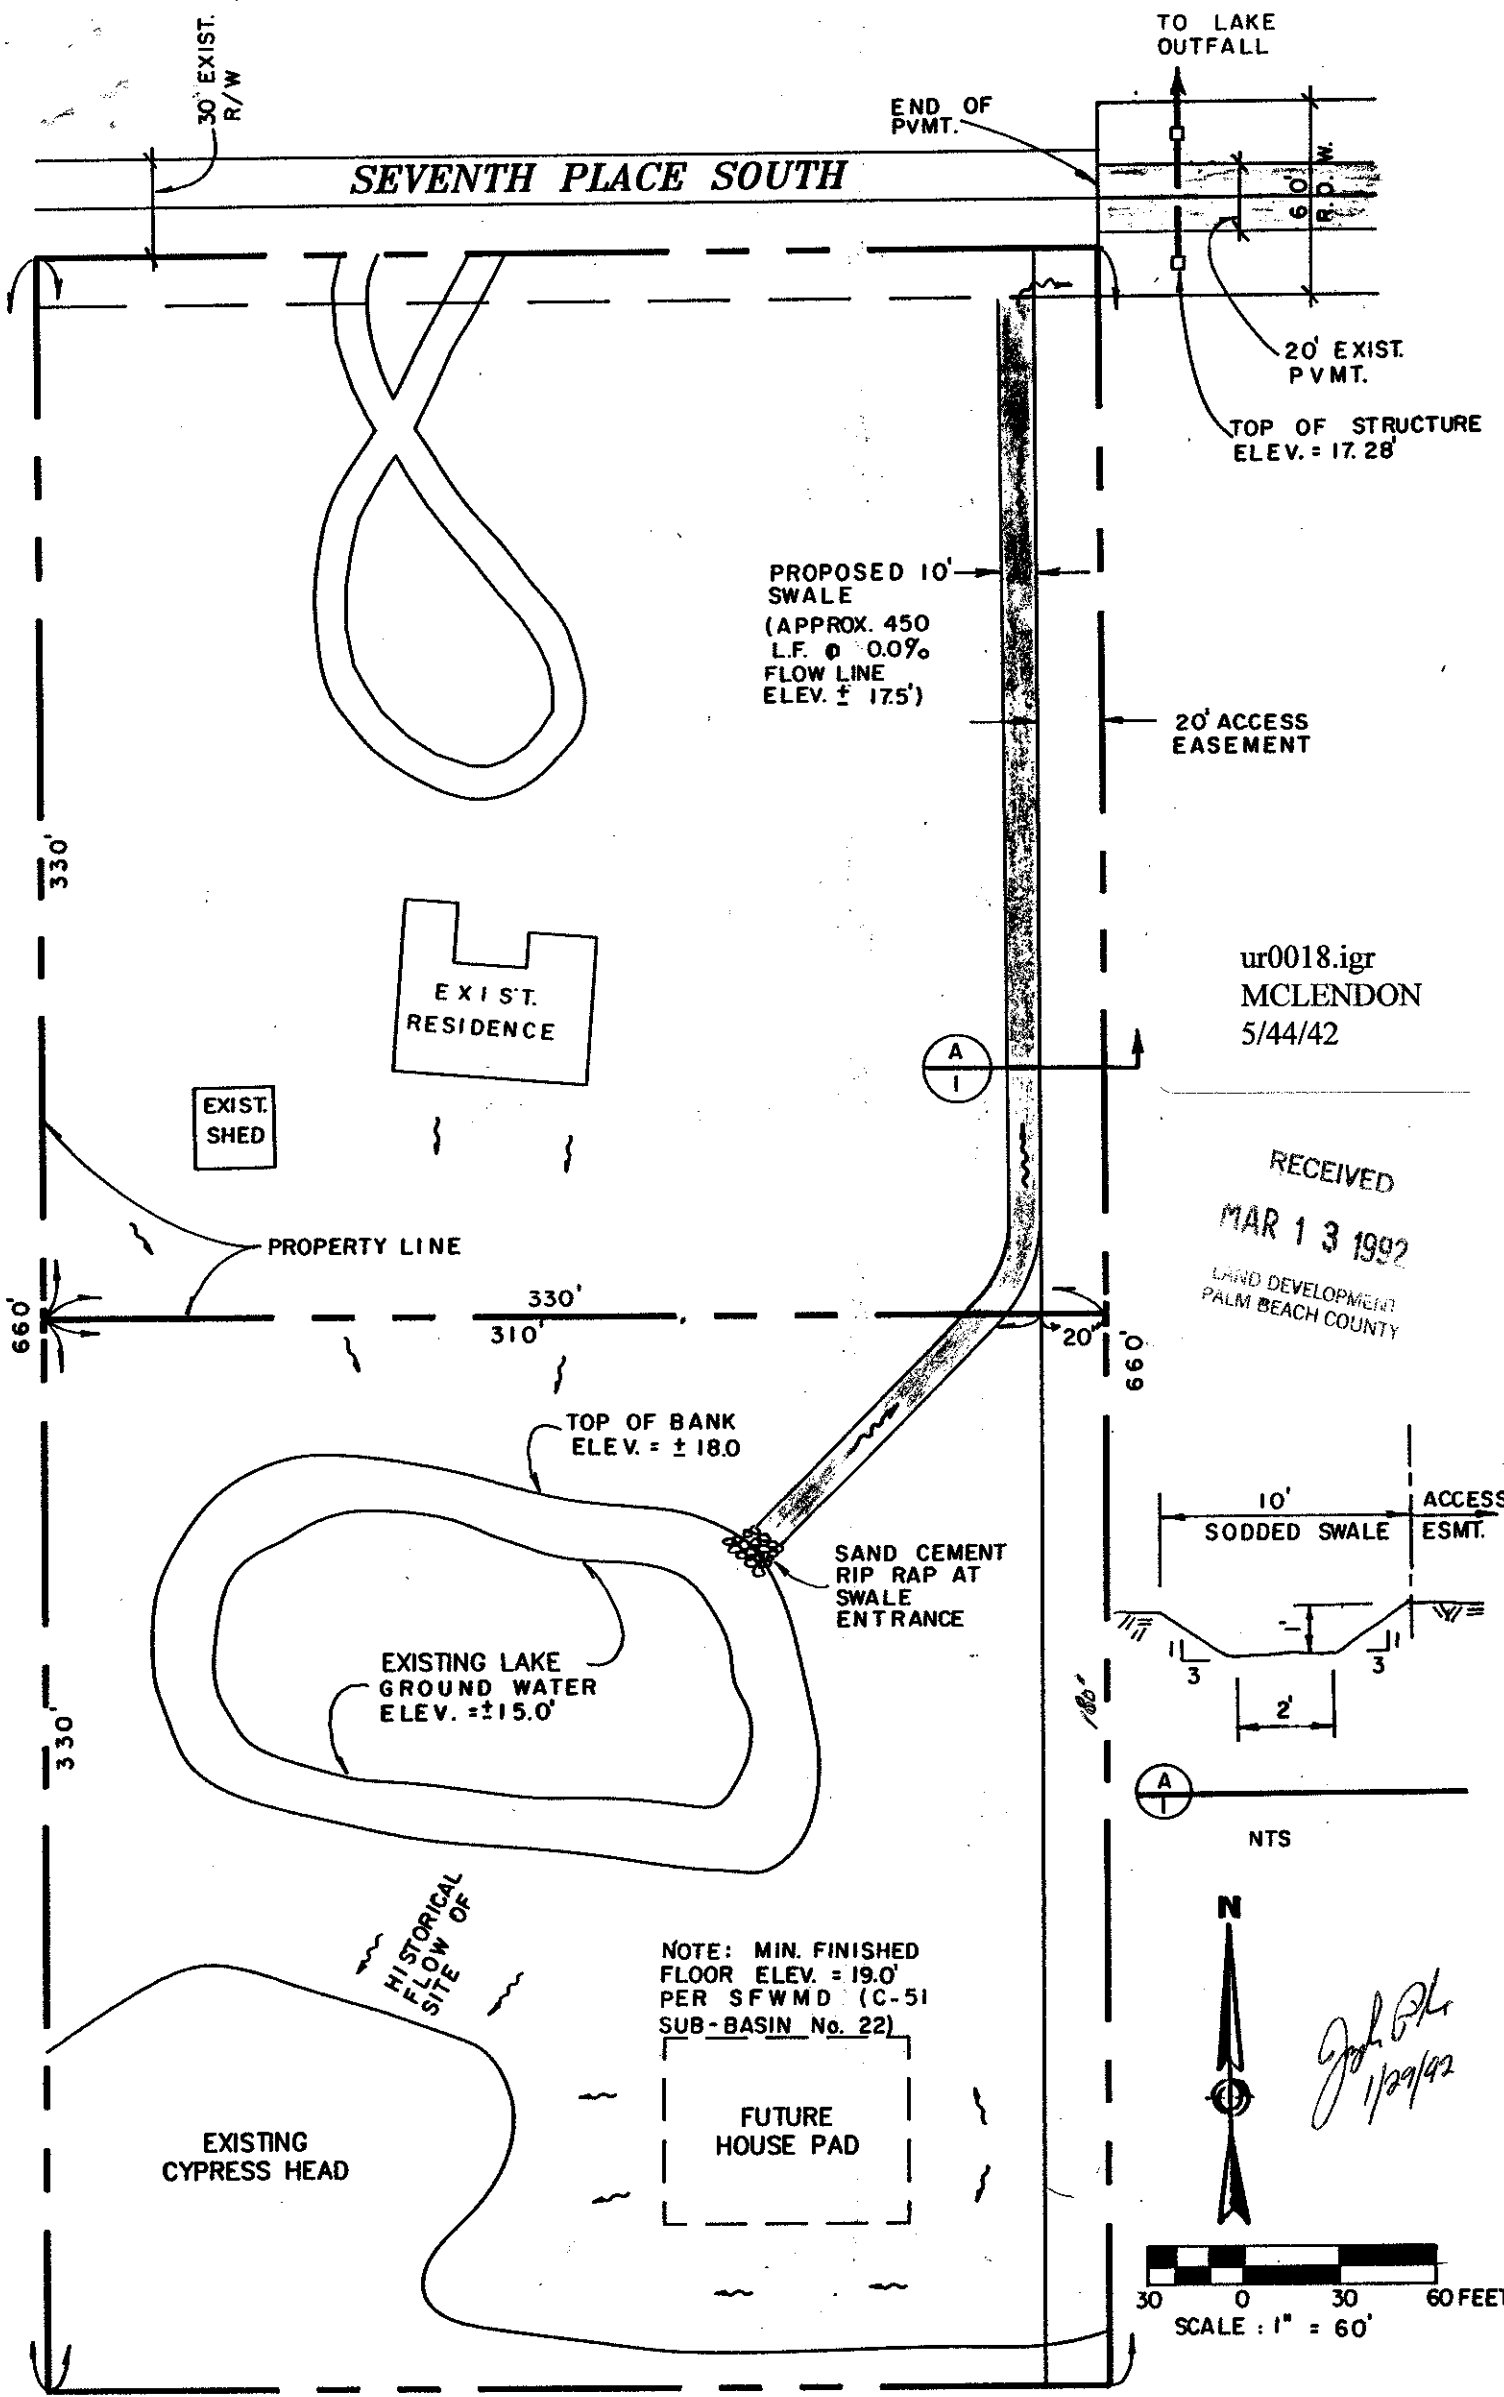 TO LAKE
OUTFALL
30' EXIST.
R/W
END OF
PVMT.
SEVENTH PLACE SOUTH
60'
R.O.W.
20' EXIST.
PVMT.
TOP OF STRUCTURE
ELEV. = 17.28'
PROPOSED 10'
SWALE
(APPROX. 450
L.F. @ 0.0%
FLOW LINE
ELEV. ± 17.5')
20' ACCESS
EASEMENT
330'
EXIST.
RESIDENCE
ur0018.igr
MCLENDON
5/44/42
A
1
EXIST.
SHED
RECEIVED
MAR 13 1992
LAND DEVELOPMENT
PALM BEACH COUNTY
PROPERTY LINE
660'
330'
310'
20'
660'
TOP OF BANK
ELEV. = ± 18.0
10'
SODDED SWALE
ACCESS
ESMT.
SAND CEMENT
RIP RAP AT
SWALE
ENTRANCE
1'
1
3
1
3
2'
EXISTING LAKE
GROUND WATER
ELEV. = ±15.0'
180'
330'
A
1
NTS
HISTORICAL
FLOW OF
SITE
N
NOTE: MIN. FINISHED
FLOOR ELEV. = 19.0'
PER SFWMD (C-51
SUB-BASIN No. 22)
1/29/92
FUTURE
HOUSE PAD
EXISTING
CYPRESS HEAD
30 0 30 60 FEET
SCALE : 1" = 60'